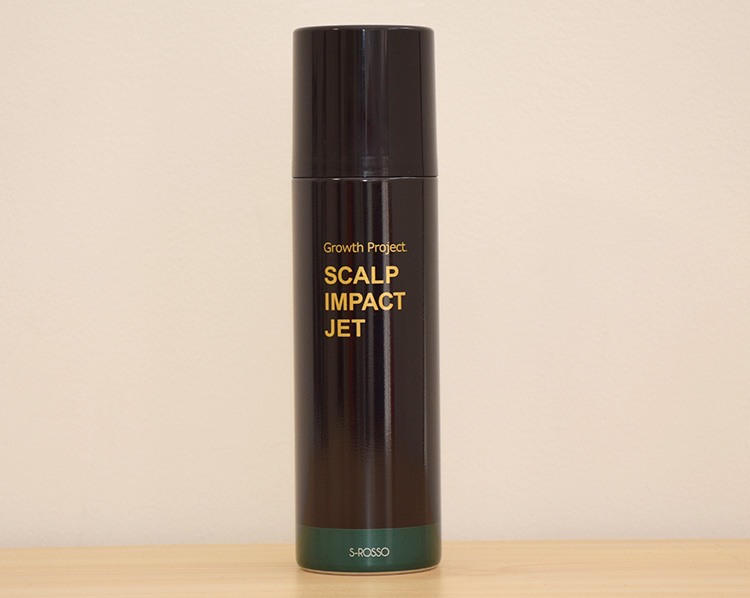 Growth Project.
SCALP
IMPACT
JET
S-ROSSO